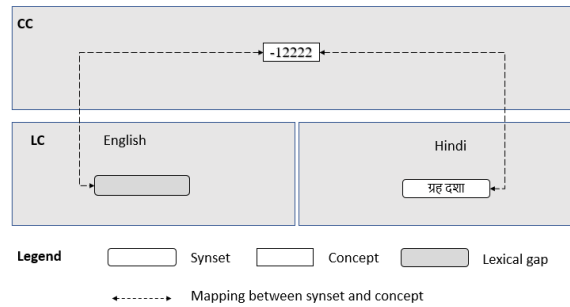 CC
-12222
LC
English
Hindi
ग्रह दशा
Legend
Synset
Concept
Lexical gap
Mapping between synset and concept